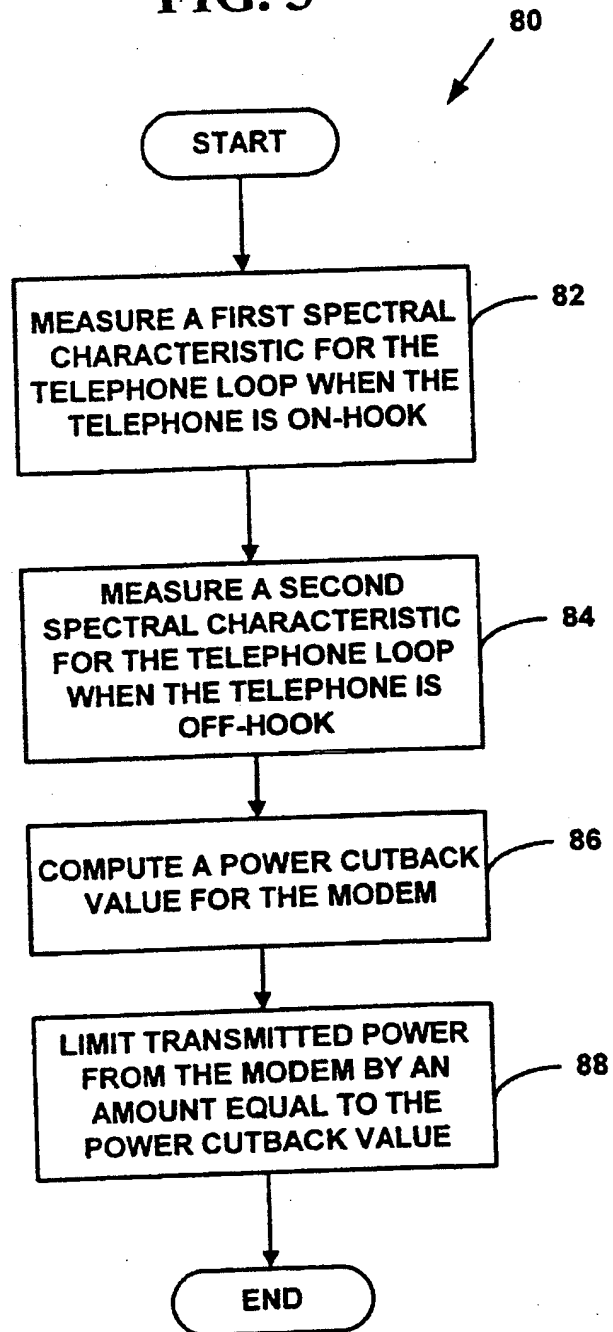 FIG. 5
80
START
MEASURE A FIRST SPECTRAL
CHARACTERISTIC FOR THE
TELEPHONE LOOP WHEN THE
TELEPHONE IS ON-HOOK
82
MEASURE A SECOND
SPECTRAL CHARACTERISTIC
FOR THE TELEPHONE LOOP
WHEN THE TELEPHONE IS
OFF-HOOK
84
COMPUTE A POWER CUTBACK
VALUE FOR THE MODEM
86
LIMIT TRANSMITTED POWER
FROM THE MODEM BY AN
AMOUNT EQUAL TO THE
POWER CUTBACK VALUE
88
END